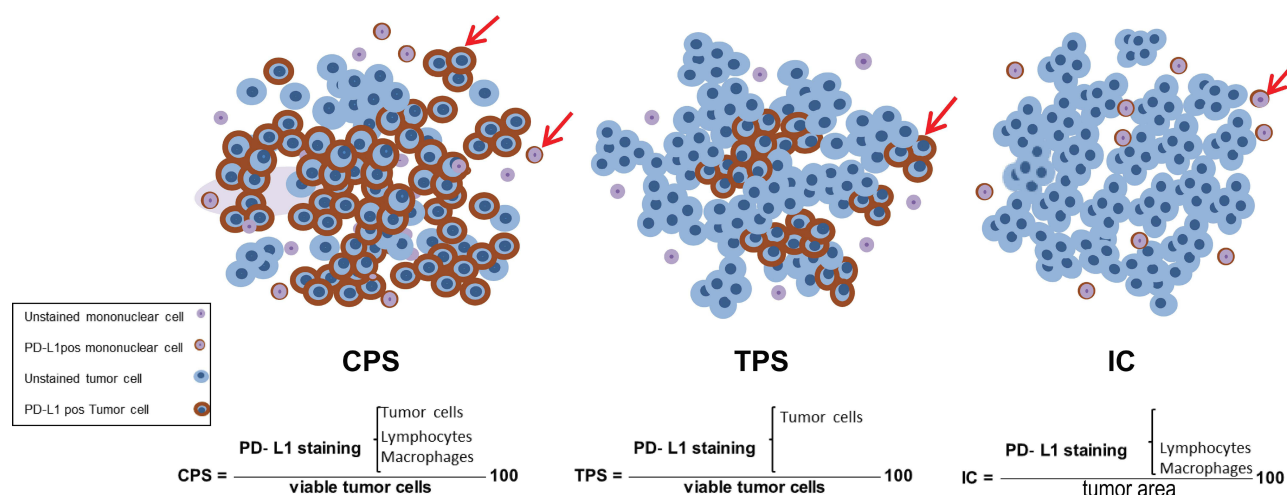 Unstained mononuclear cell
PD-L1pos mononuclear cell
Unstained tumor cell
PD-L1 pos Tumor cell
CPS
CPS = PD- L1 staining Tumor cells
Lymphocytes
Macrophages
viable tumor cells
100
TPS
TPS = PD- L1 staining Tumor cells
viable tumor cells
100
IC
IC = PD- L1 staining Lymphocytes
Macrophages
tumor area
100